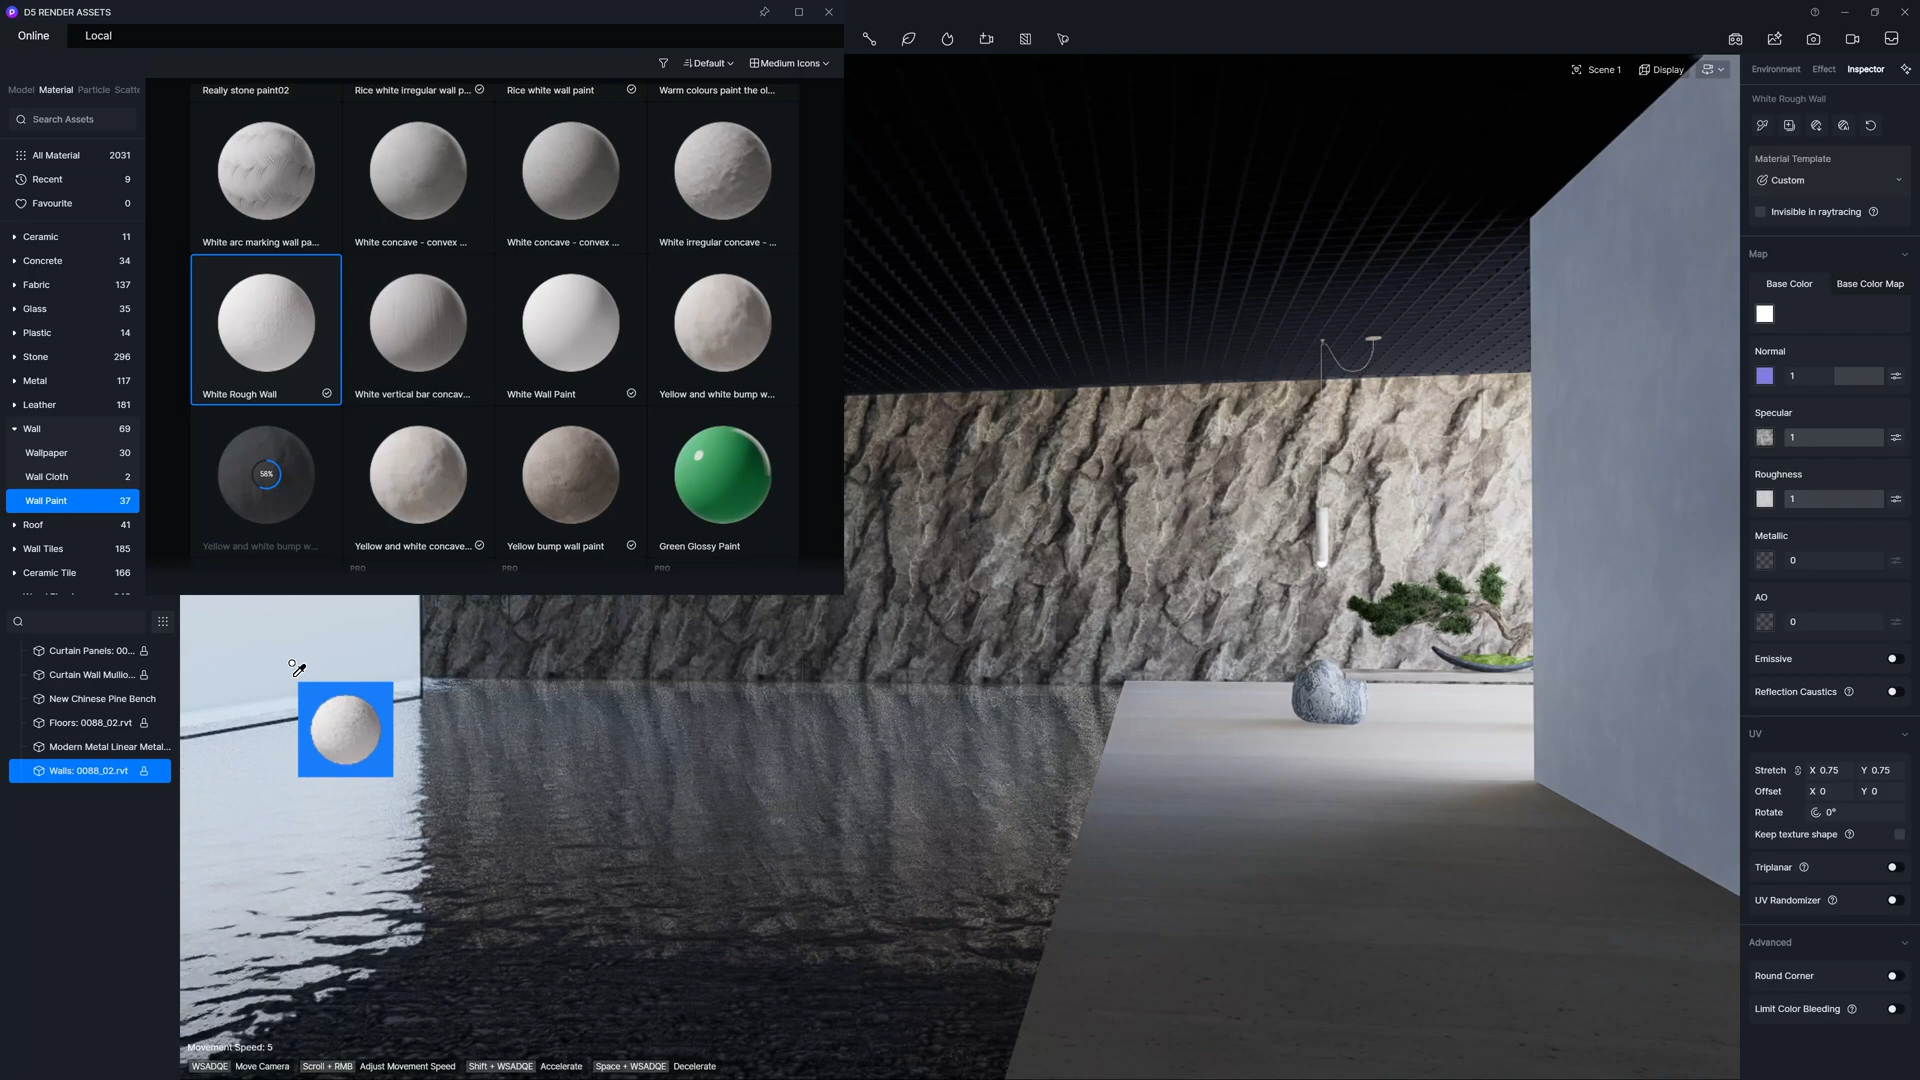 D5 RENDER ASSETS
Online
Local
Default
Medium Icons
Model
Material
Particle
Scatte
Search Assets
All Material 2031
Recent 9
Favourite 0
Ceramic 11
Concrete 34
Fabric 137
Glass 35
Plastic 14
Stone 296
Metal 117
Leather 181
Wall 69
Wallpaper 30
Wall Cloth 2
Wall Paint 37
Roof 41
Wall Tiles 185
Ceramic Tile 166
Really stone paint02
Rice white irregular wall p...
Rice white wall paint
Warm colours paint the ol...
White arc marking wall pa...
White concave - convex ...
White concave - convex ...
White irregular concave - ...
White Rough Wall
White vertical bar concav...
White Wall Paint
Yellow and white bump w...
58%
Yellow and white bump w...
Yellow and white concave...
Yellow bump wall paint
Green Glossy Paint
PRO
PRO
PRO
Curtain Panels: 00...
Curtain Wall Mullio...
New Chinese Pine Bench
Floors: 0088_02.rvt
Modern Metal Linear Metal...
Walls: 0088_02.rvt
Scene 1
Display
Movement Speed: 5
WSADQE Move Camera Scroll + RMB Adjust Movement Speed Shift + WSADQE Accelerate Space + WSADQE Decelerate
Environment
Effect
Inspector
White Rough Wall
Material Template
Custom
Invisible in raytracing
Map
Base Color
Base Color Map
Normal
1
Specular
1
Roughness
1
Metallic
0
AO
0
Emissive
Reflection Caustics
UV
Stretch X 0.75 Y 0.75
Offset X 0 Y 0
Rotate 0°
Keep texture shape
Triplanar
UV Randomizer
Advanced
Round Corner
Limit Color Bleeding